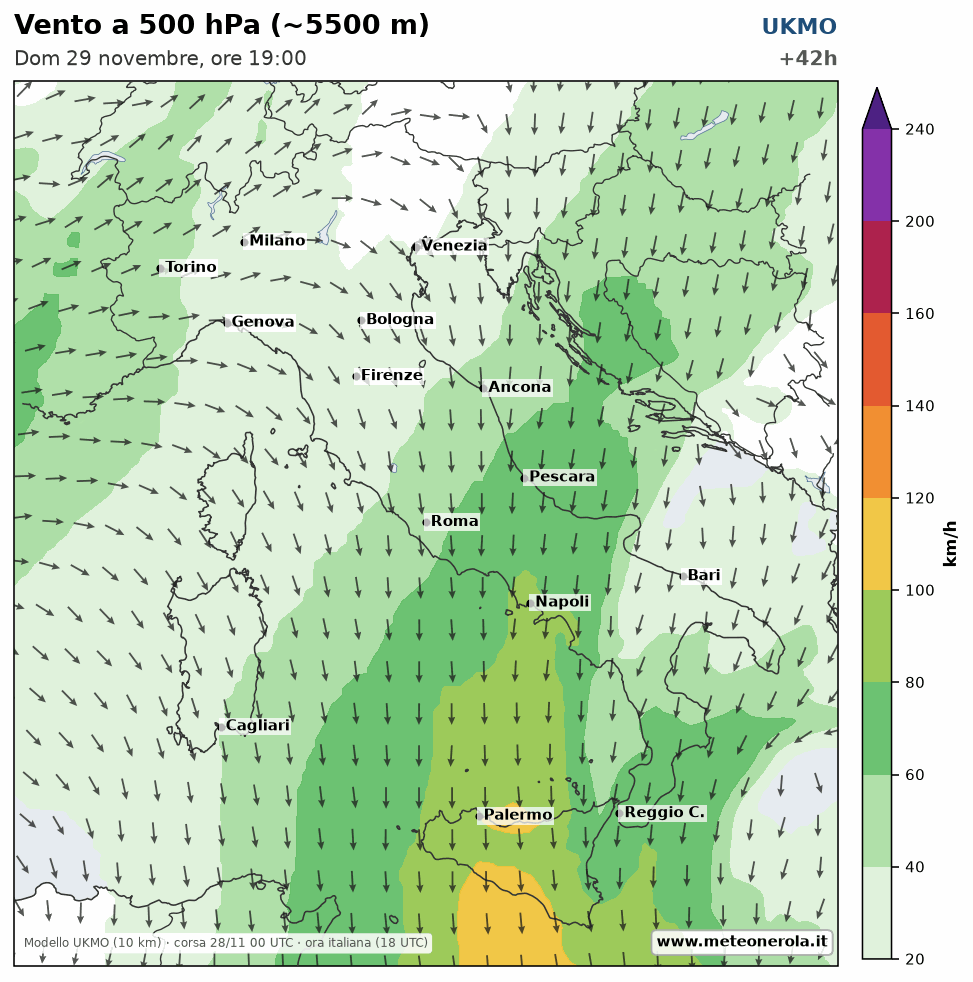 Vento a 500 hPa (~5500 m)
UKMO
Dom 29 novembre, ore 19:00
+42h
240
200
160
140
120
100
80
60
40
20
km/h
Milano
Venezia
Torino
Genova
Bologna
Firenze
Ancona
Pescara
Roma
Bari
Napoli
Cagliari
Palermo
Reggio C.
Modello UKMO (10 km) · corsa 28/11 00 UTC · ora italiana (18 UTC)
www.meteonerola.it